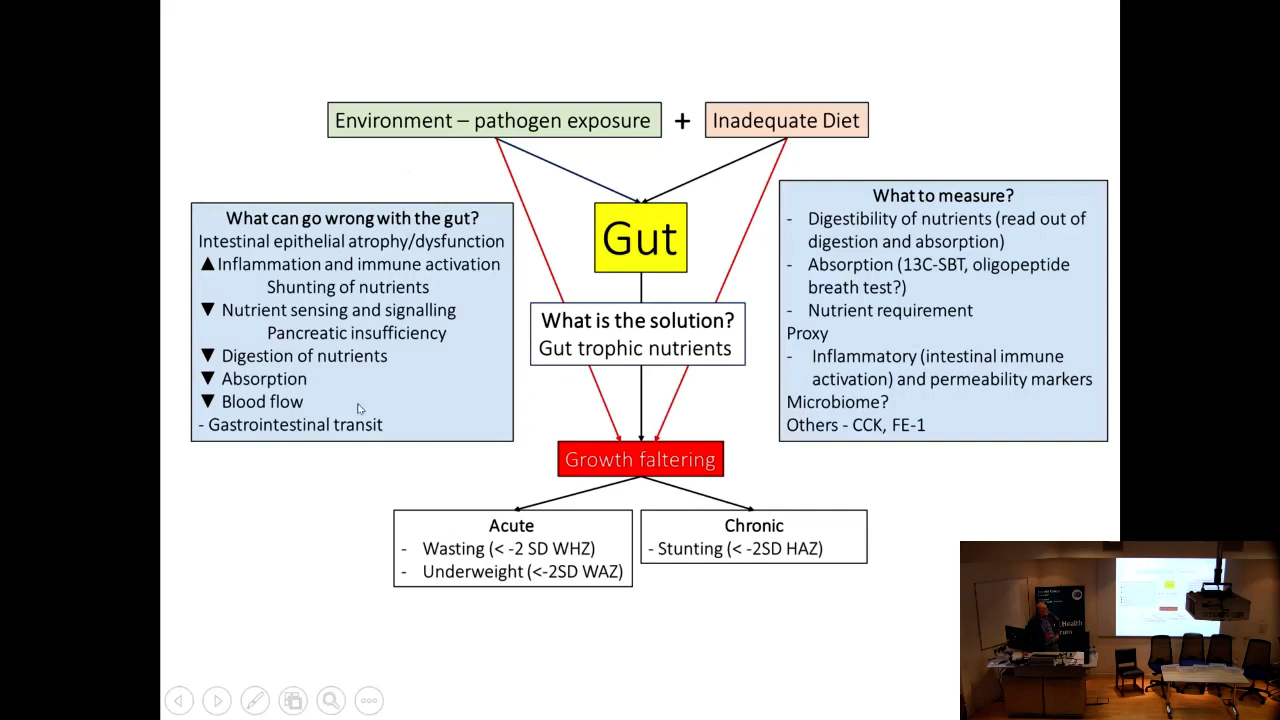 Environment – pathogen exposure
+
Inadequate Diet
What can go wrong with the gut?
Intestinal epithelial atrophy/dysfunction
▲Inflammation and immune activation
Shunting of nutrients
▼ Nutrient sensing and signalling
Pancreatic insufficiency
▼ Digestion of nutrients
▼ Absorption
▼ Blood flow
- Gastrointestinal transit
Gut
What is the solution?
Gut trophic nutrients
What to measure?
- Digestibility of nutrients (read out of
digestion and absorption)
- Absorption (13C-SBT, oligopeptide
breath test?)
- Nutrient requirement
Proxy
- Inflammatory (intestinal immune
activation) and permeability markers
Microbiome?
Others - CCK, FE-1
Growth faltering
Acute
- Wasting (< -2 SD WHZ)
- Underweight (<-2SD WAZ)
Chronic
- Stunting (< -2SD HAZ)
Health